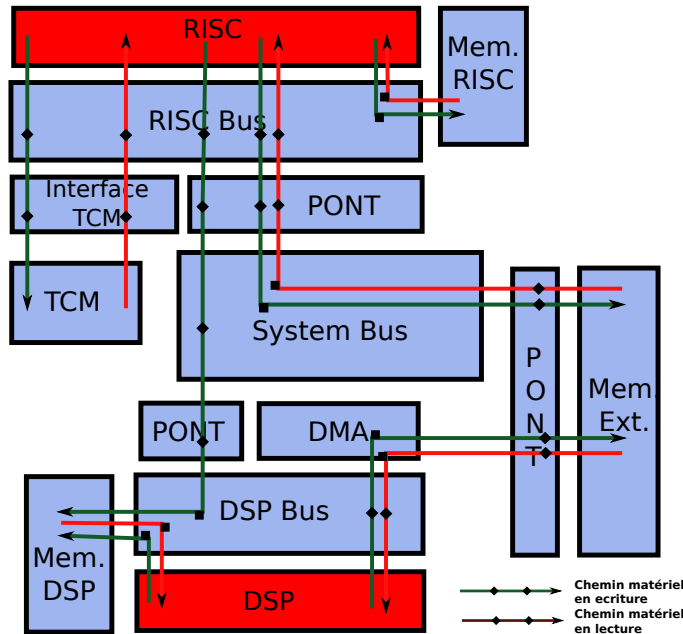 RISC
Mem.
RISC
RISC Bus
Interface
TCM
PONT
TCM
System Bus
P
O
N
T
Mem.
Ext.
PONT
DMA
DSP Bus
Mem.
DSP
DSP
Chemin matériel
en ecriture
Chemin matériel
en lecture